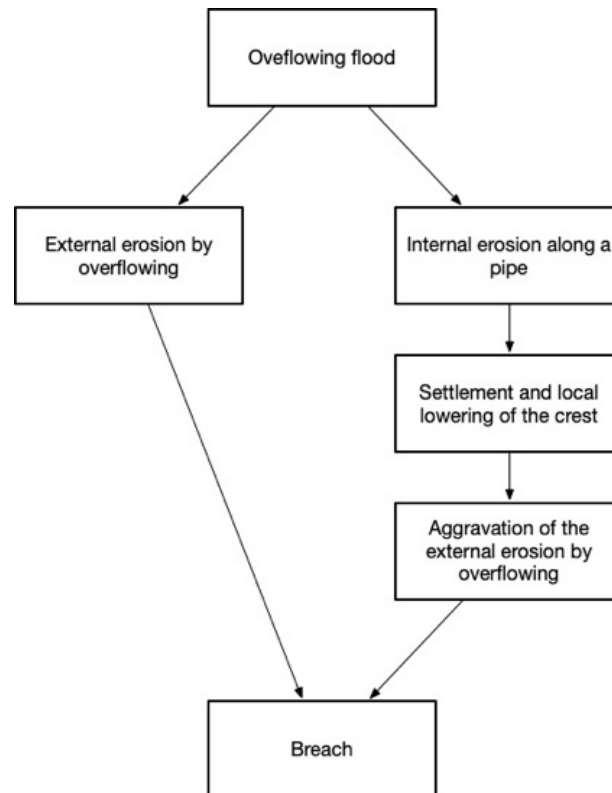 Oveflowing flood
External erosion by
overflowing
Internal erosion along a
pipe
Settlement and local
lowering of the crest
Aggravation of the
external erosion by
overflowing
Breach